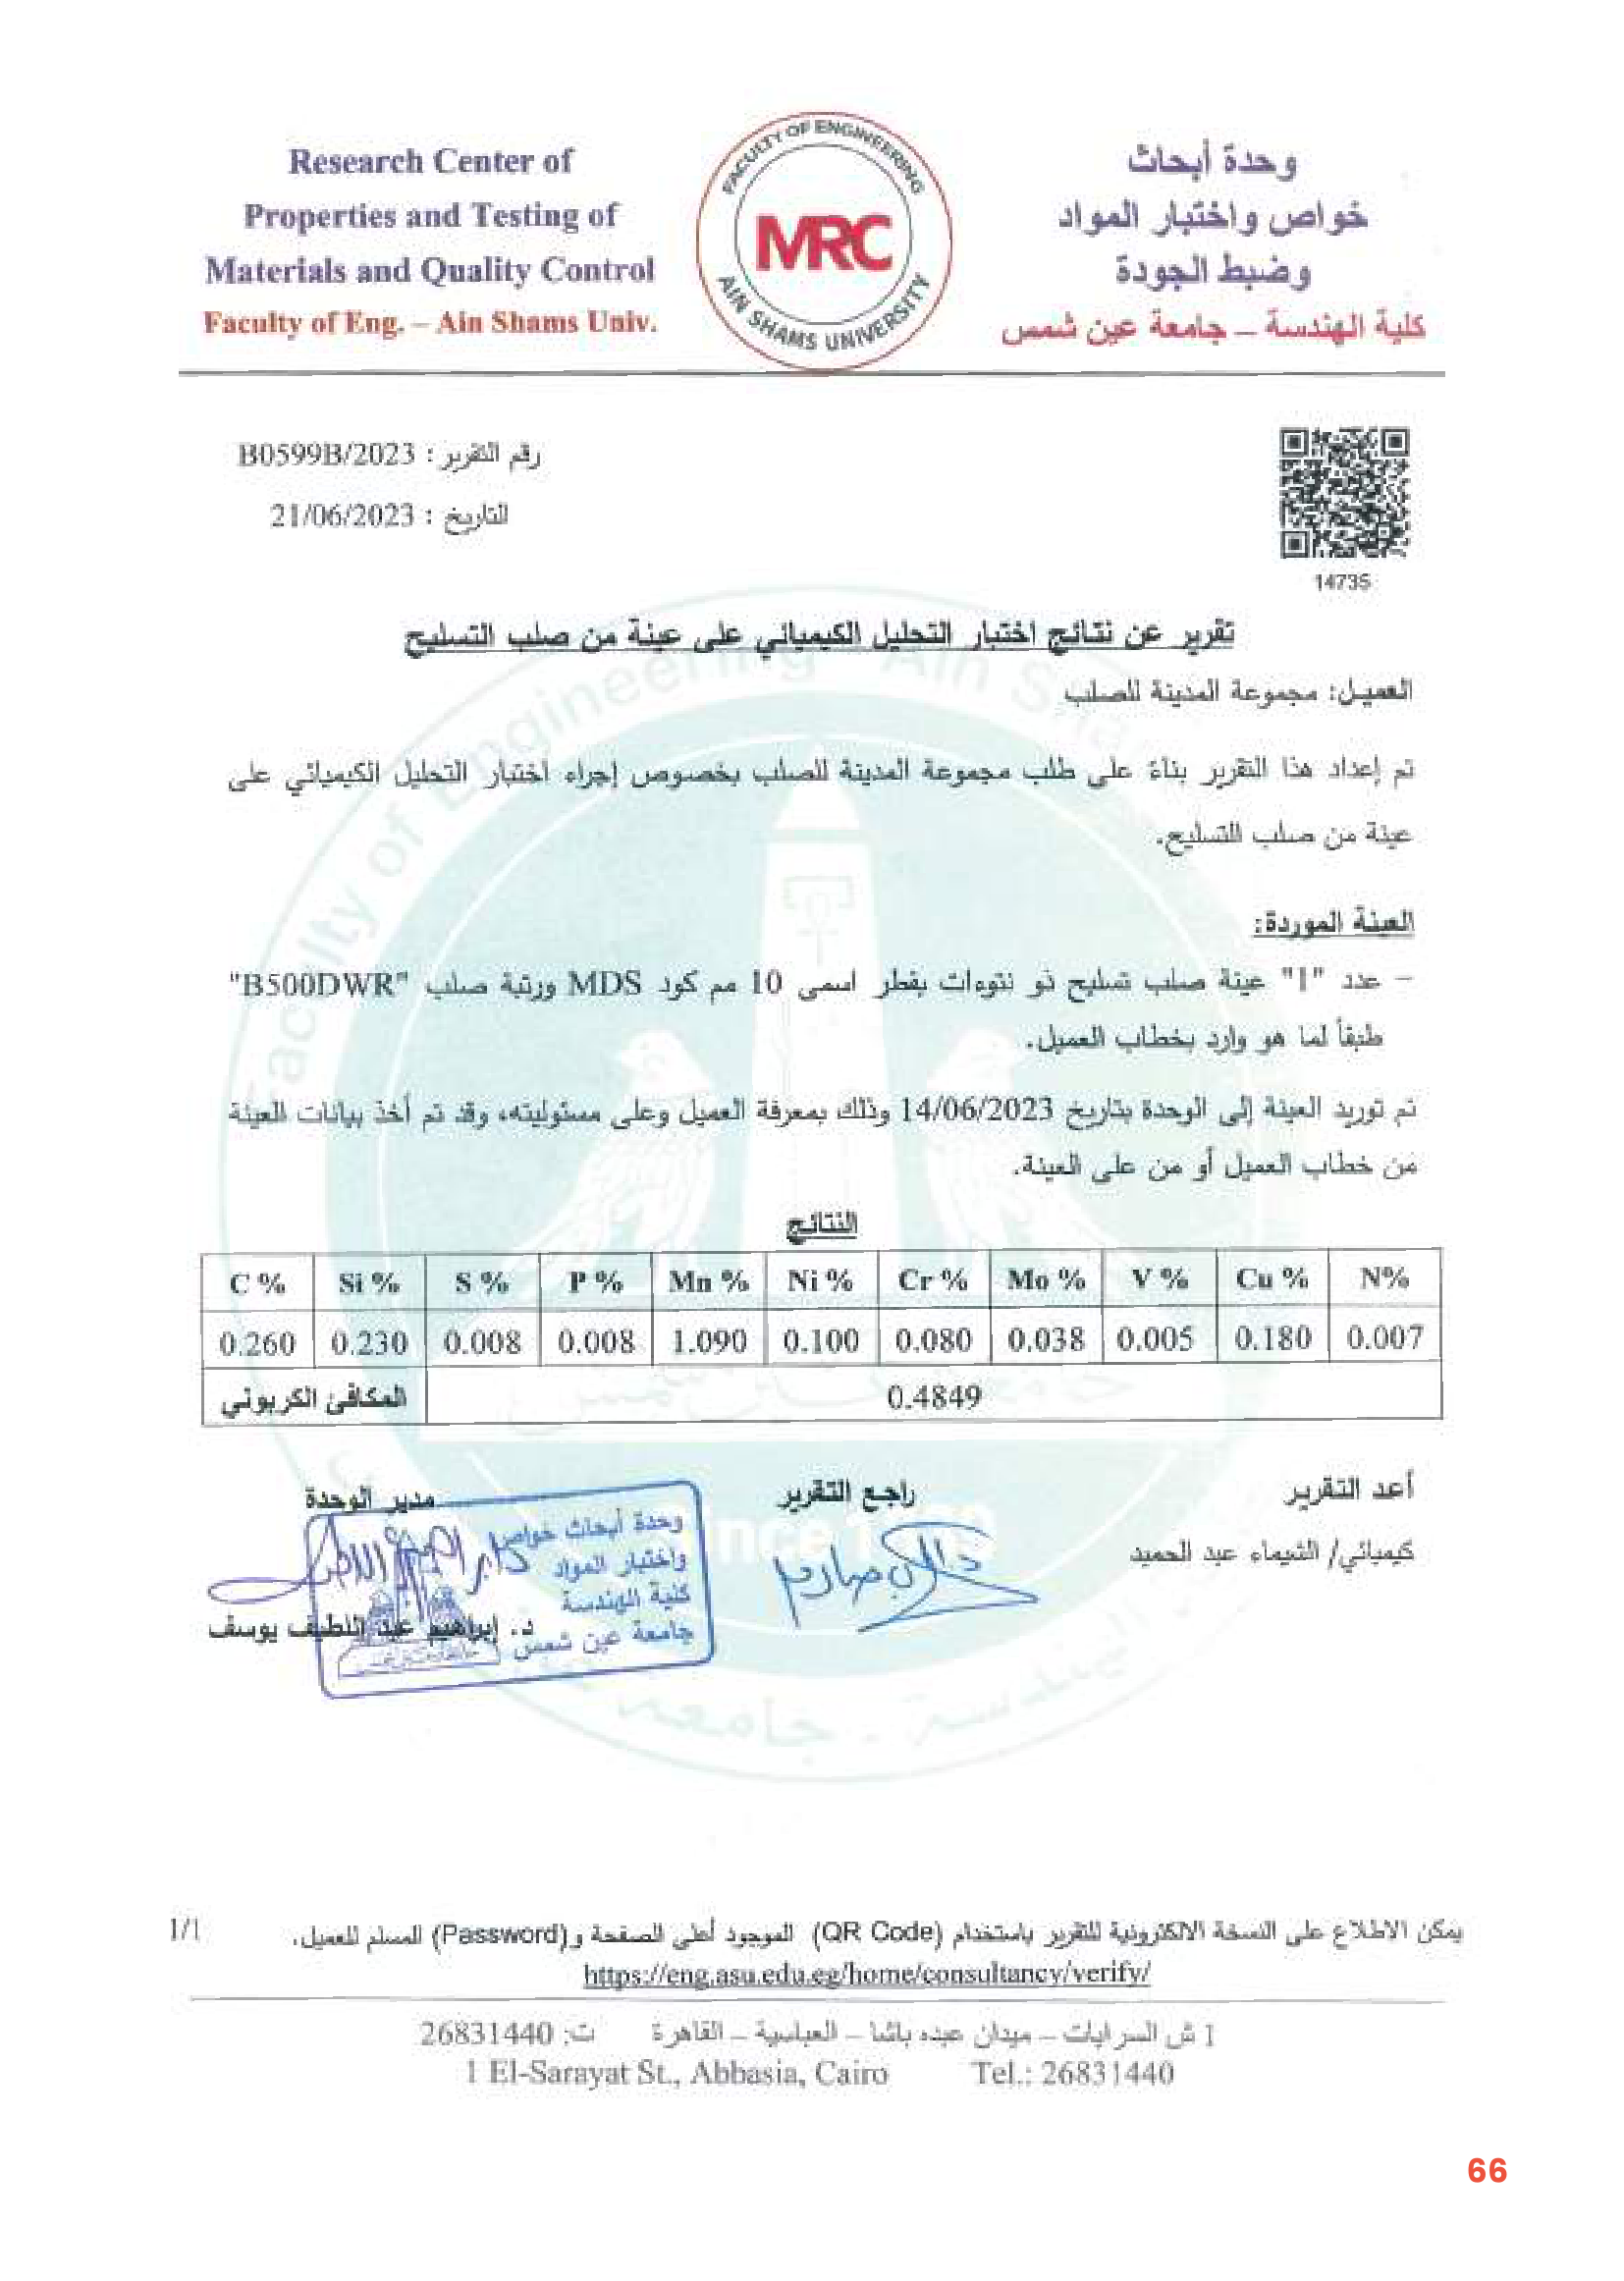 Research Center of
Properties and Testing of
Materials and Quality Control
Faculty of Eng. – Ain Shams Univ.
FACULTY OF ENGINEERING
MRC
AIN SHAMS UNIVERSITY
وحدة أبحاث
خواص واختبار المواد
وضبط الجودة
كلية الهندسة – جامعة عين شمس
رقم التقرير : B0599B/2023
التاريخ : 21/06/2023
14735
تقرير عن نتائج اختبار التحليل الكيميائي على عينة من صلب التسليح
العميل: مجموعة المدينة للصلب
تم إعداد هذا التقرير بناءً على طلب مجموعة المدينة للصلب بخصوص إجراء اختبار التحليل الكيميائي على
عينة من صلب التسليح.
العينة الموردة:
– عدد "1" عينة صلب تسليح ذو نتوءات بقطر اسمى 10 مم كود MDS ورتبة صلب "B500DWR"
طبقاً لما هو وارد بخطاب العميل.
تم توريد العينة إلى الوحدة بتاريخ 14/06/2023 وذلك بمعرفة العميل وعلى مسئوليته، وقد تم أخذ بيانات العينة
من خطاب العميل أو من على العينة.
النتائج
C % Si % S % P % Mn % Ni % Cr % Mo % V % Cu % N%
0.260 0.230 0.008 0.008 1.090 0.100 0.080 0.038 0.005 0.180 0.007
المكافئ الكربوني 0.4849
أعد التقرير
كيميائي/ الشيماء عبد الحميد
راجع التقرير
مدير الوحدة
د. إبراهيم عبد اللطيف يوسف
وحدة أبحاث خواص
واختبار المواد
كلية الهندسة
جامعة عين شمس
يمكن الاطلاع على النسخة الالكترونية للتقرير باستخدام (QR Code) الموجود أعلى الصفحة و(Password) المسلم للعميل.
1/1
https://eng.asu.edu.eg/home/consultancy/verify/
1 ش السرايات – ميدان عبده باشا – العباسية – القاهرة ت: 26831440
1 El-Sarayat St., Abbasia, Cairo Tel.: 26831440
66